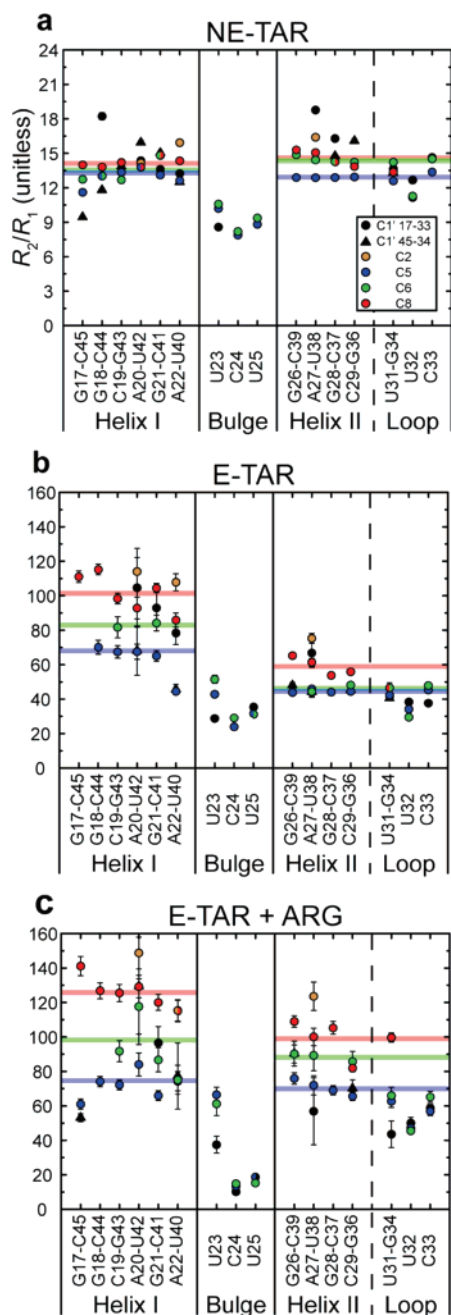 a NE-TAR
R2/R1 (unitless)
24
21
18
15
12
9
6
3
0
C1' 17-33
C1' 45-34
C2
C5
C6
C8
G17-C45
G18-C44
C19-G43
A20-U42
G21-C41
A22-U40
U23
C24
U25
G26-C39
A27-U38
G28-C37
C29-G36
U31-G34
U32
C33
Helix I Bulge Helix II Loop
b E-TAR
160
140
120
100
80
60
40
20
0
G17-C45
G18-C44
C19-G43
A20-U42
G21-C41
A22-U40
U23
C24
U25
G26-C39
A27-U38
G28-C37
C29-G36
U31-G34
U32
C33
Helix I Bulge Helix II Loop
c E-TAR + ARG
160
140
120
100
80
60
40
20
0
G17-C45
G18-C44
C19-G43
A20-U42
G21-C41
A22-U40
U23
C24
U25
G26-C39
A27-U38
G28-C37
C29-G36
U31-G34
U32
C33
Helix I Bulge Helix II Loop